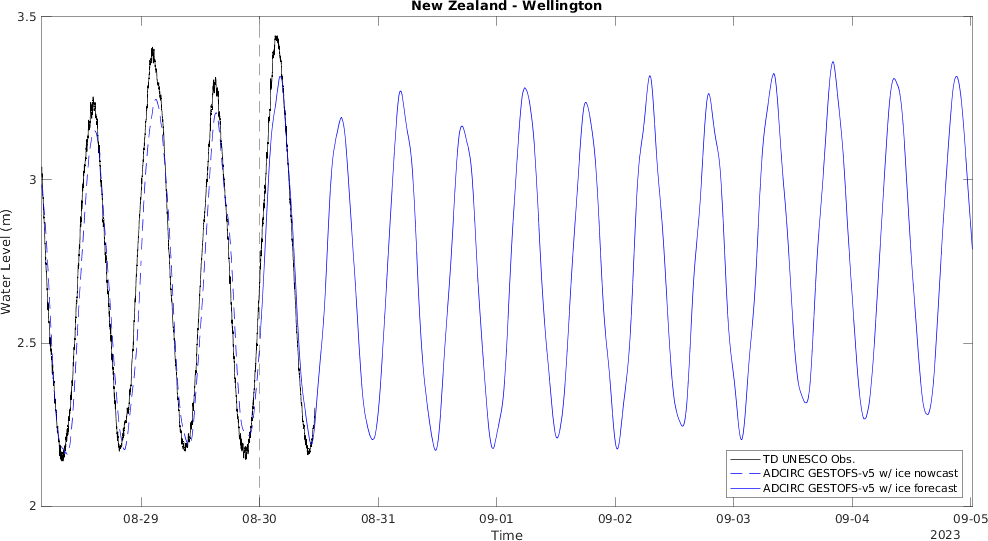 New Zealand - Wellington
3.5
3
2.5
2
Water Level (m)
08-29 08-30 08-31 09-01 09-02 09-03 09-04 09-05
Time
2023
TD UNESCO Obs.
ADCIRC GESTOFS-v5 w/ ice nowcast
ADCIRC GESTOFS-v5 w/ ice forecast